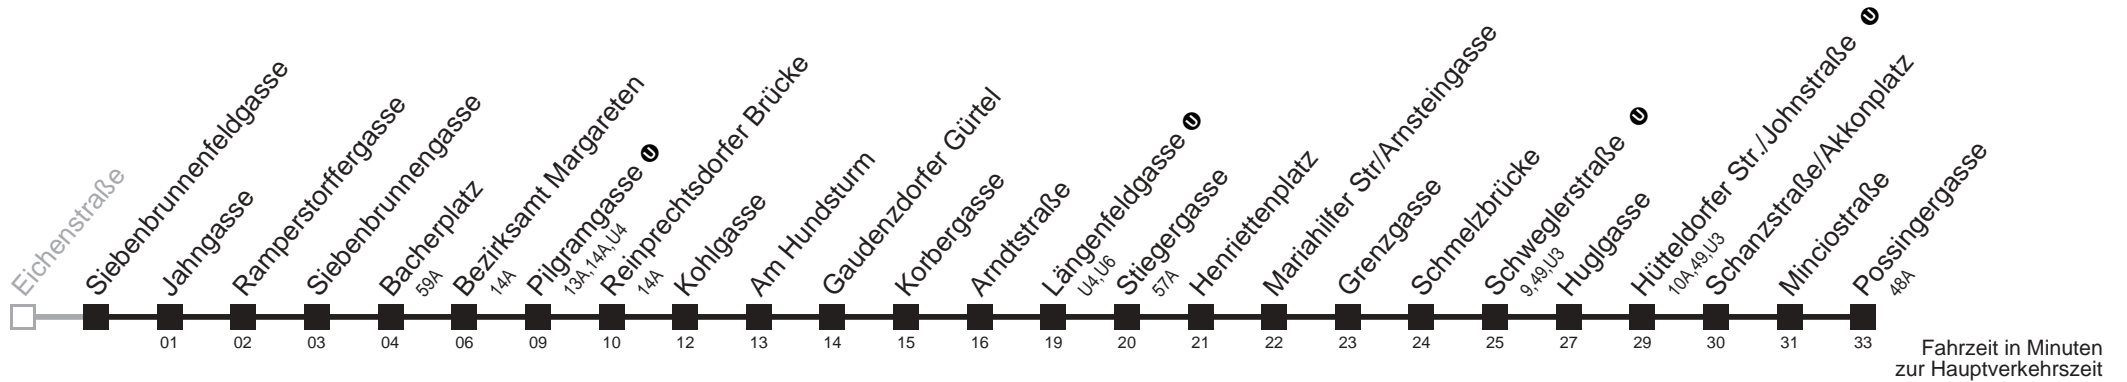 Eichenstraße
Siebenbrunnenfeldgasse
Jahngasse
01
Ramperstoffergasse
02
Siebenbrunnengasse
03
Bacherplatz
59A
04
Bezirksamt Margareten
14A
06
Pilgramgasse U
13A,14A,U4
09
Reinprechtsdorfer Brücke
14A
10
Kohlgasse
12
Am Hundsturm
13
Gaudenzdorfer Gürtel
14
Korbergasse
15
Arndtstraße
16
Längenfeldgasse U
U4,U6
19
Stiegergasse
57A
20
Henriettenplatz
21
Mariahilfer Str/Arnsteingasse
22
Grenzgasse
23
Schmelzbrücke
24
Schweglerstraße U
9,49,U3
25
Huglgasse
27
Hütteldorfer Str./Johnstraße U
10A,49,U3
29
Schanzstraße/Akkonplatz
30
Minciostraße
31
Possingergasse
48A
33
Fahrzeit in Minuten
zur Hauptverkehrszeit